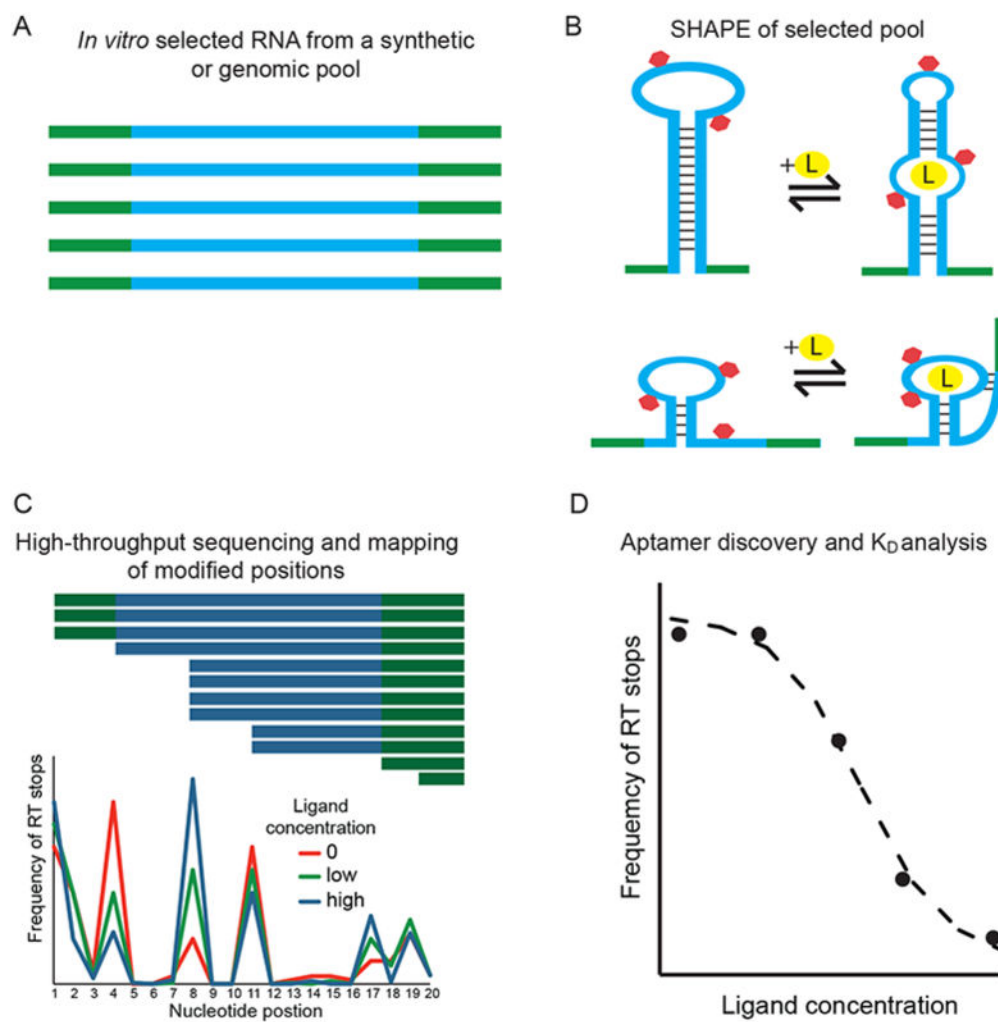 A
In vitro selected RNA from a synthetic
or genomic pool
B
SHAPE of selected pool
+L
L
+L
L
C
High-throughput sequencing and mapping
of modified positions
Frequency of RT stops
Ligand
concentration
0
low
high
1 2 3 4 5 6 7 8 9 10 11 12 13 14 15 16 17 18 19 20
Nucleotide postion
D
Aptamer discovery and KD analysis
Frequemcy of RT stops
Ligand concentration